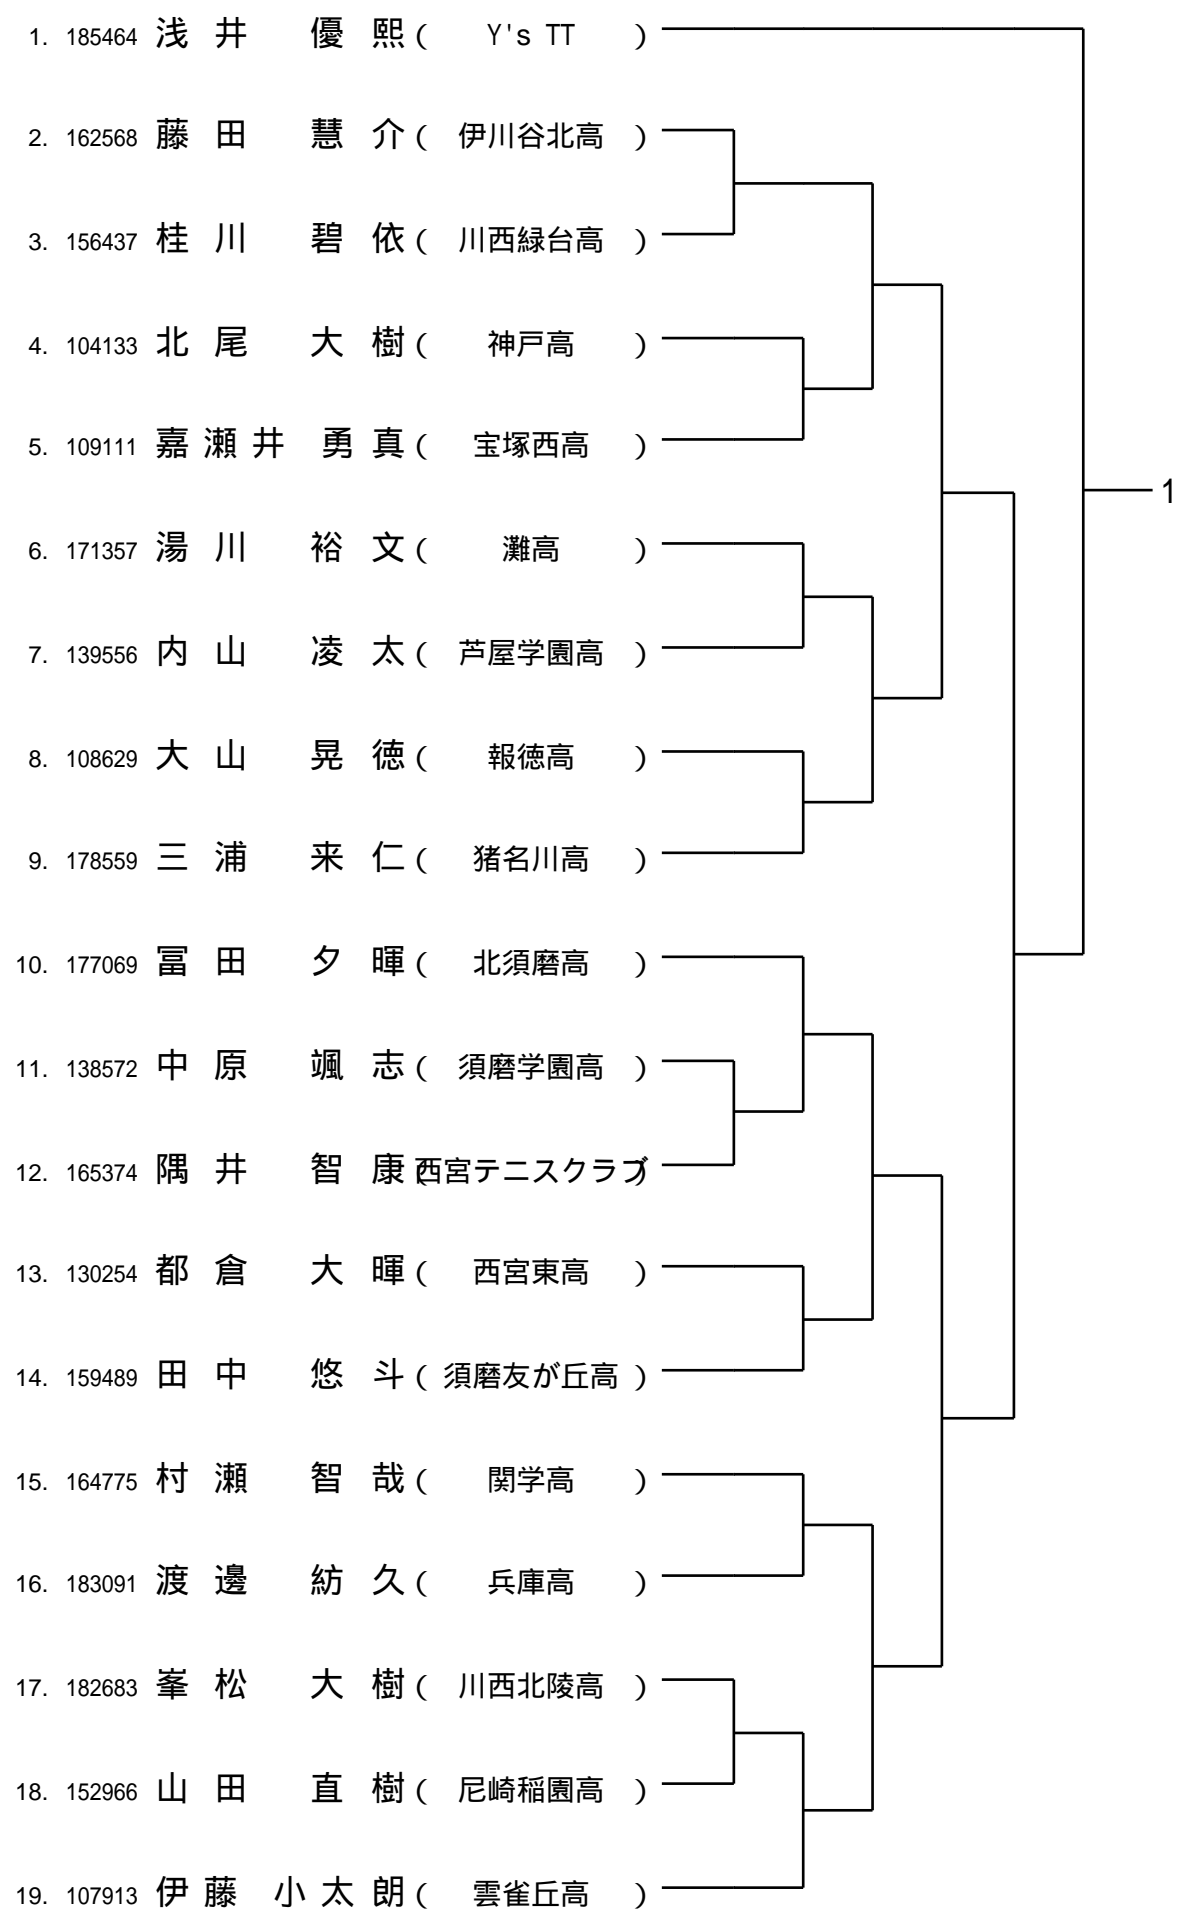 1. 185464 浅井 優熙 ( Y's TT )
2. 162568 藤田 慧介 ( 伊川谷北高 )
3. 156437 桂川 碧依 ( 川西緑台高 )
4. 104133 北尾 大樹 ( 神戸高 )
5. 109111 嘉瀬井 勇真 ( 宝塚西高 )
1
6. 171357 湯川 裕文 ( 灘高 )
7. 139556 内山 凌太 ( 芦屋学園高 )
8. 108629 大山 晃徳 ( 報徳高 )
9. 178559 三浦 来仁 ( 猪名川高 )
10. 177069 冨田 夕暉 ( 北須磨高 )
11. 138572 中原 颯志 ( 須磨学園高 )
12. 165374 隅井 智康 ( 西宮テニスクラブ )
13. 130254 都倉 大暉 ( 西宮東高 )
14. 159489 田中 悠斗 ( 須磨友が丘高 )
15. 164775 村瀬 智哉 ( 関学高 )
16. 183091 渡邊 紡久 ( 兵庫高 )
17. 182683 峯松 大樹 ( 川西北陵高 )
18. 152966 山田 直樹 ( 尼崎稲園高 )
19. 107913 伊藤 小太朗 ( 雲雀丘高 )